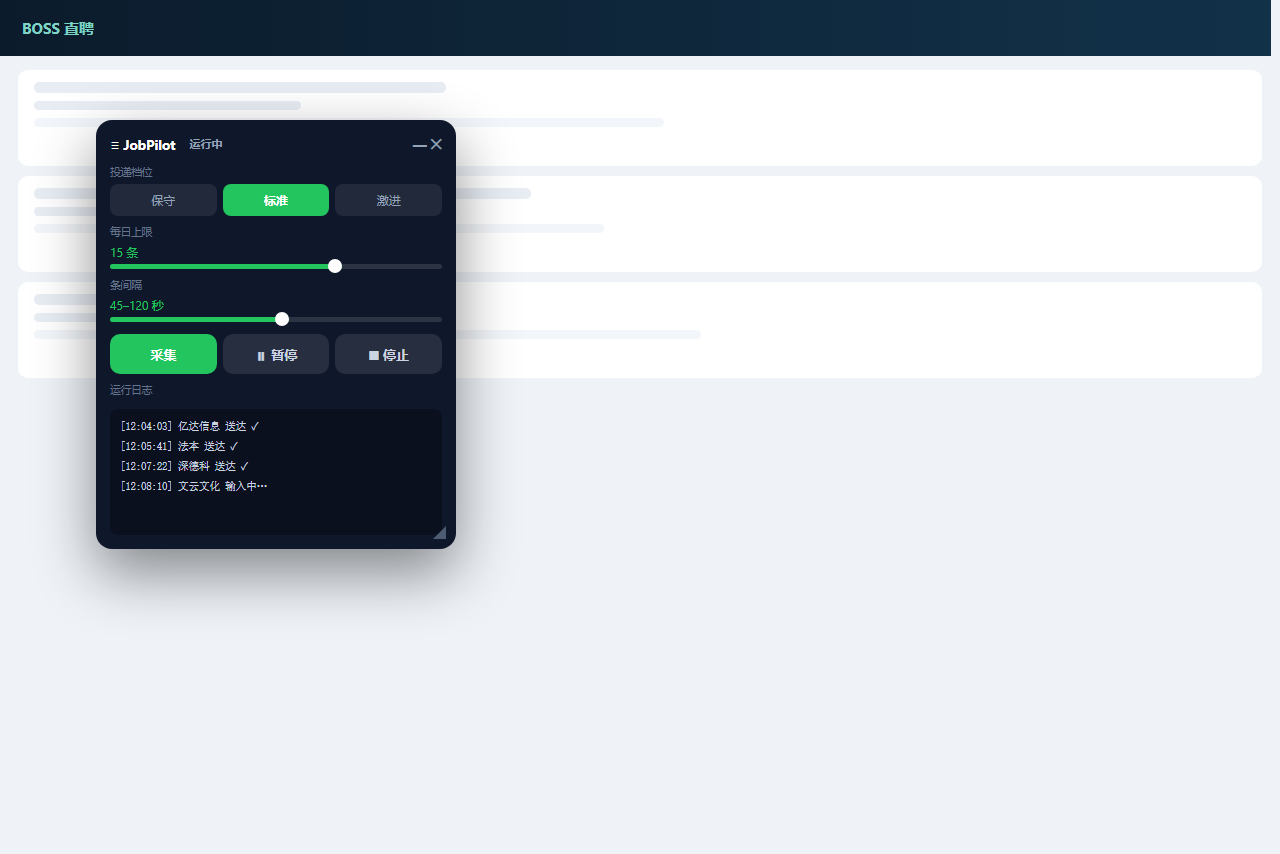 BOSS 直聘
☰ JobPilot 运行中 — ✕
投递档位
保守 标准 激进
每日上限
15 条
条间隔
45–120 秒
采集 ⏸ 暂停 ■ 停止
运行日志
[12:04:03] 亿达信息 送达 ✓
[12:05:41] 法本 送达 ✓
[12:07:22] 深德科 送达 ✓
[12:08:10] 文云文化 输入中…